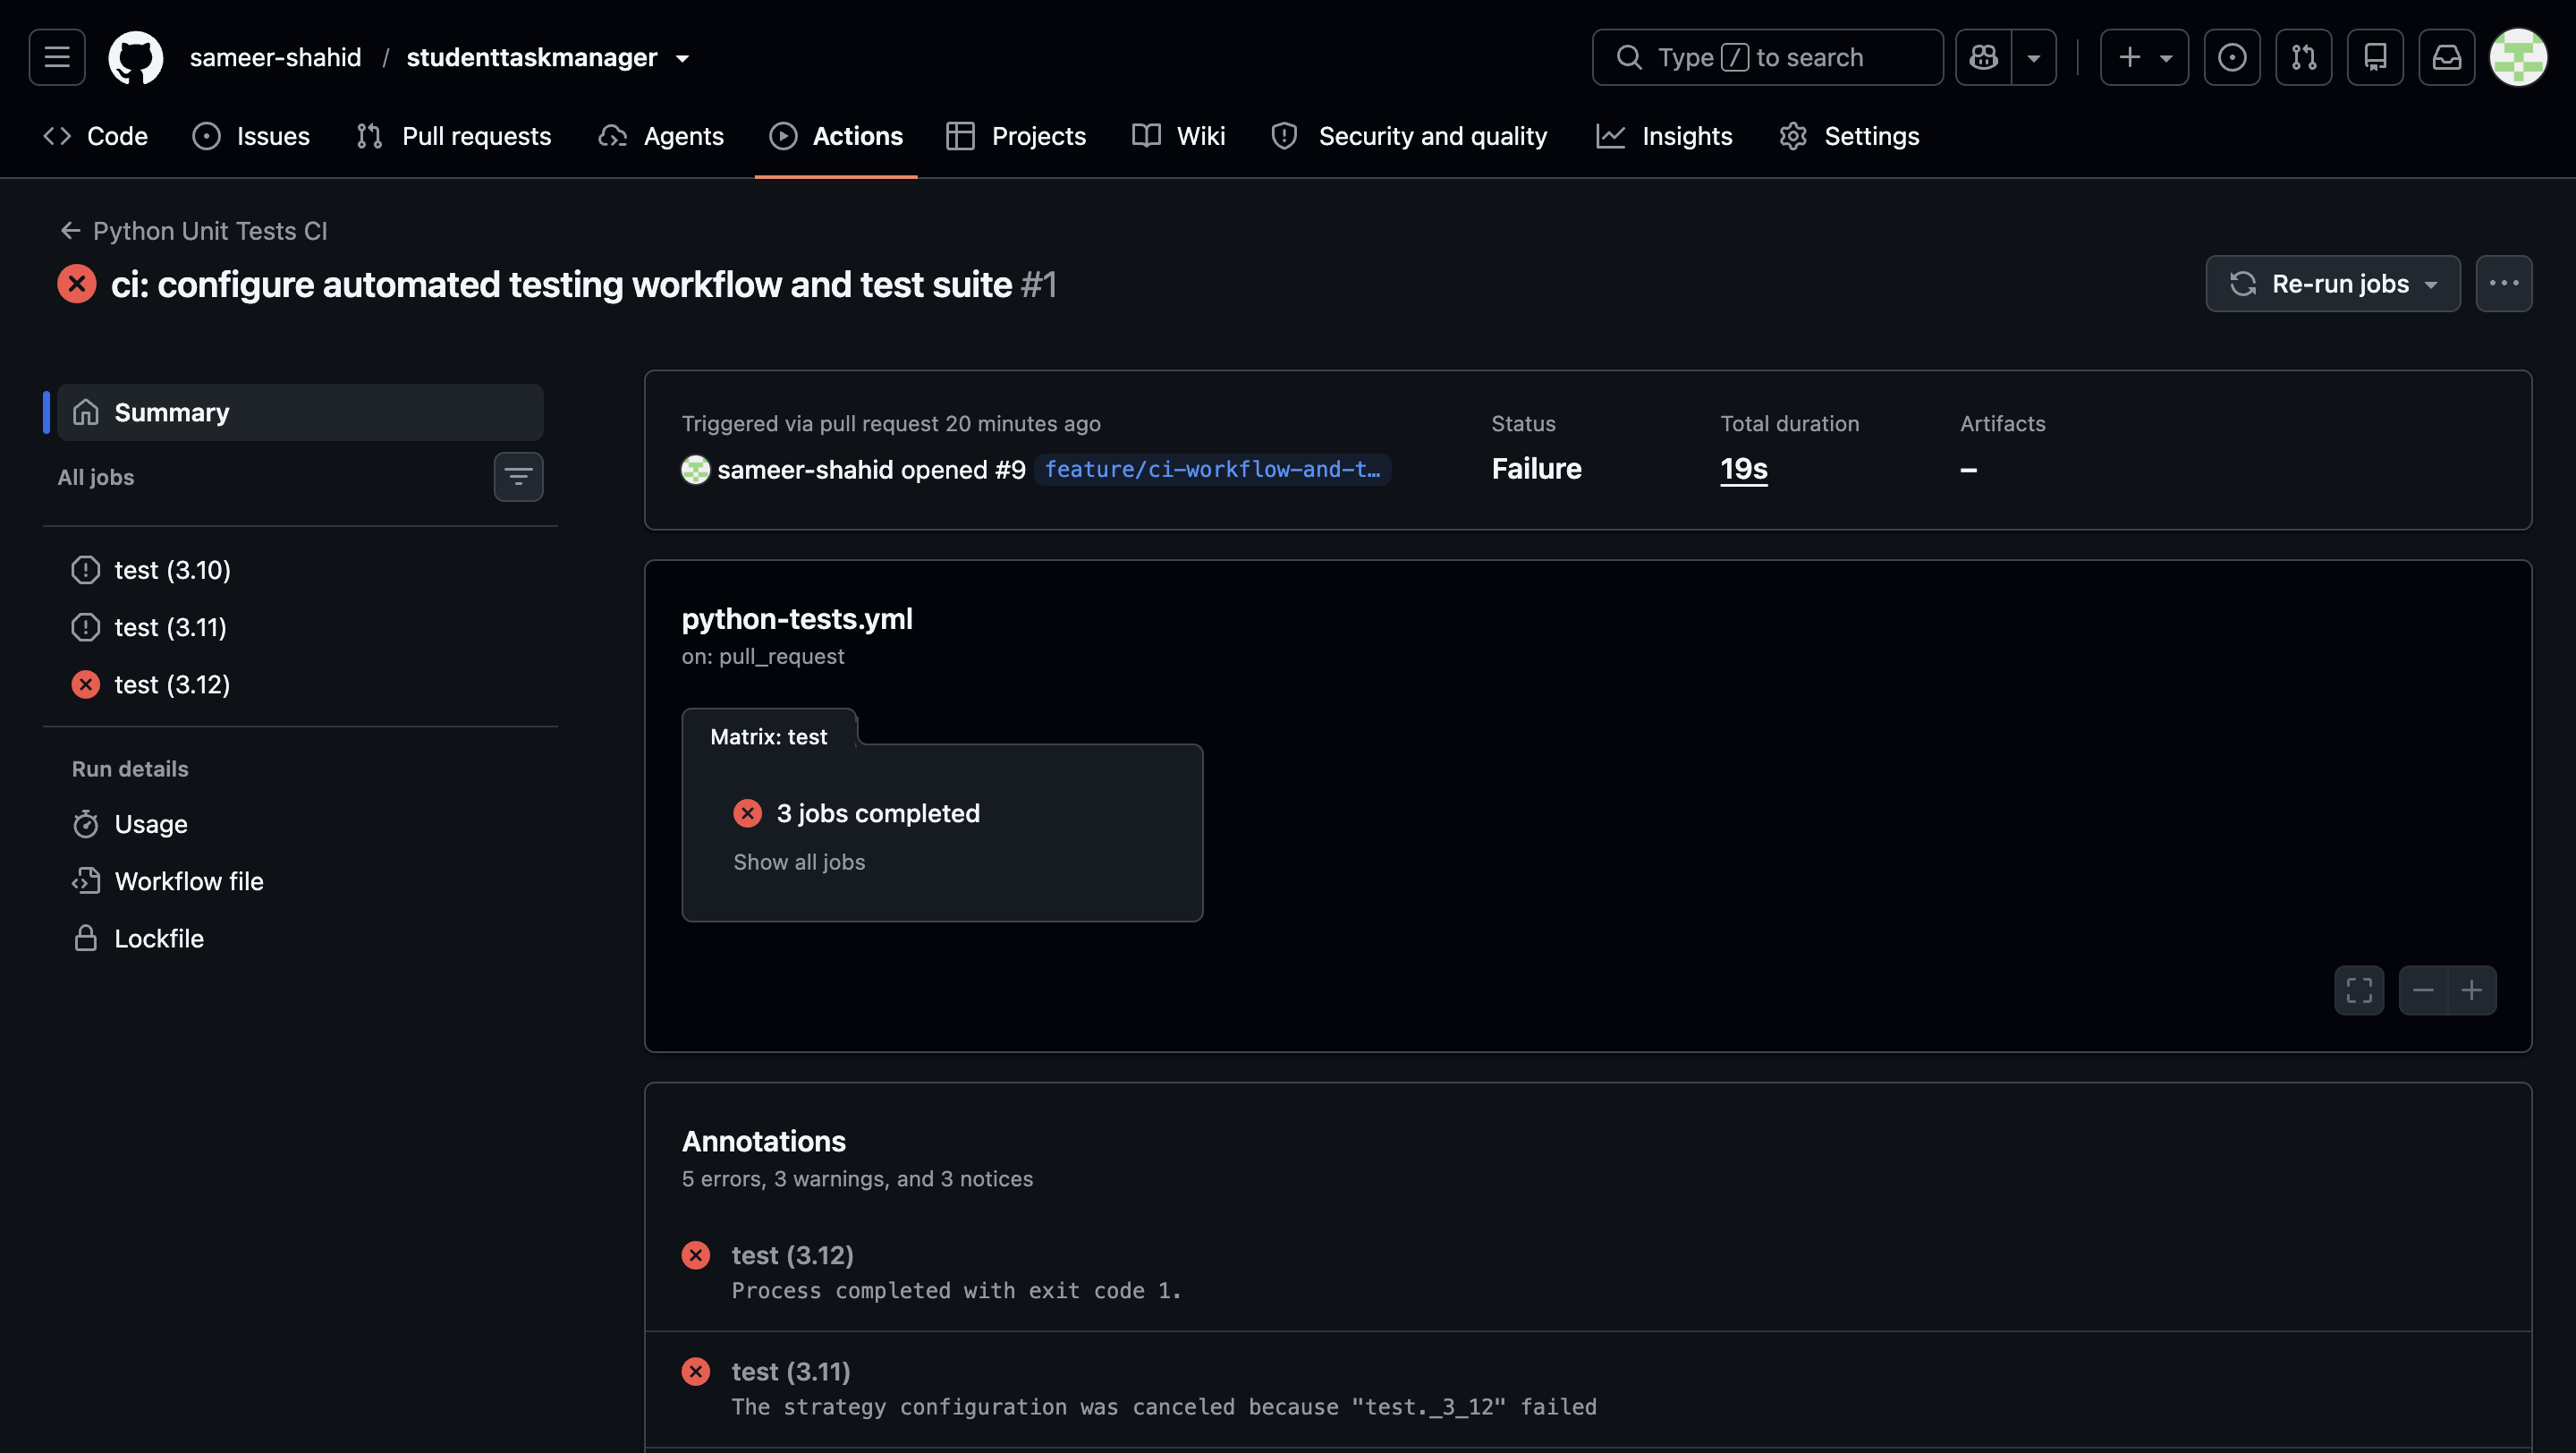 sameer-shahid / studenttaskmanager
Type / to search
Code Issues Pull requests Agents Actions Projects Wiki Security and quality Insights Settings
Python Unit Tests CI
ci: configure automated testing workflow and test suite #1
Re-run jobs
Summary
All jobs
test (3.10)
test (3.11)
test (3.12)
Run details
Usage
Workflow file
Lockfile
Triggered via pull request 20 minutes ago
sameer-shahid opened #9 feature/ci-workflow-and-t…
Status
Failure
Total duration
19s
Artifacts
–
python-tests.yml
on: pull_request
Matrix: test
3 jobs completed
Show all jobs
Annotations
5 errors, 3 warnings, and 3 notices
test (3.12)
Process completed with exit code 1.
test (3.11)
The strategy configuration was canceled because "test._3_12" failed